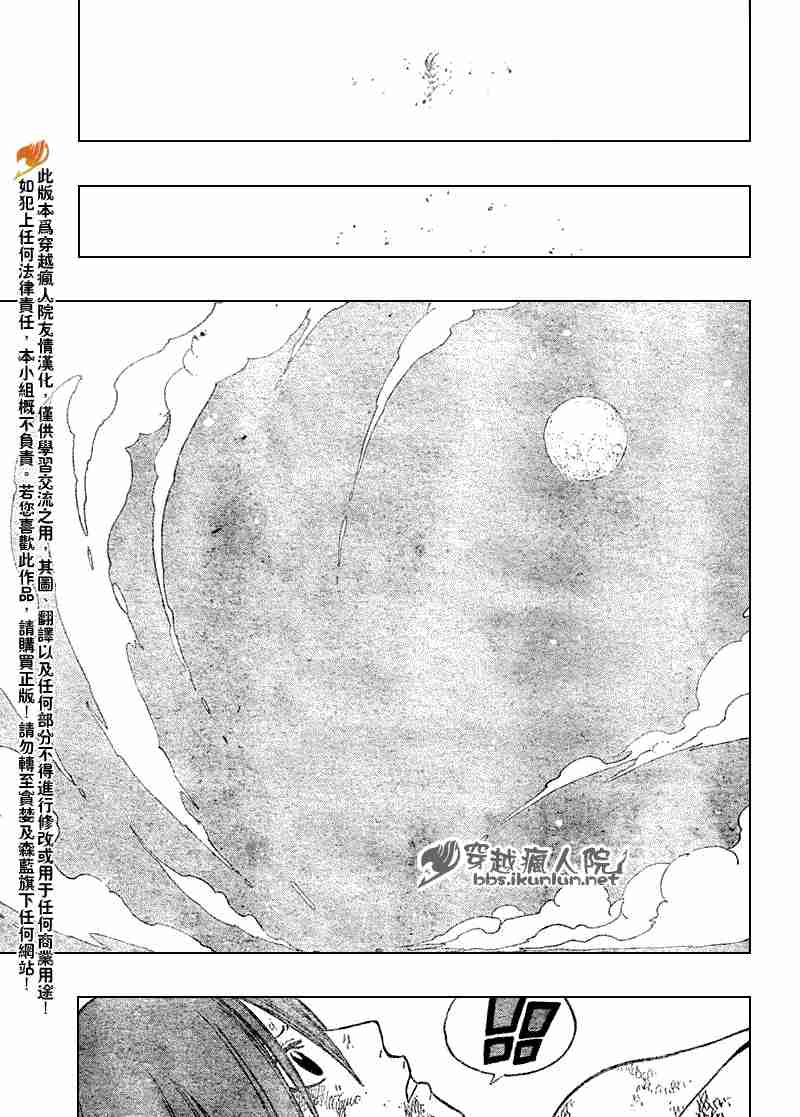 此版本爲穿越瘋人院友情漢化，僅供學習交流之用，其圖、翻譯以及任何部分不得進行修改或用于任何商業用途！
如犯上任何法律責任，本小組概不負責。若您喜歡此作品，請購買正版！請勿轉至貪婪及森藍旗下任何網站！
穿越瘋人院
bbs.ikunlun.net
!!